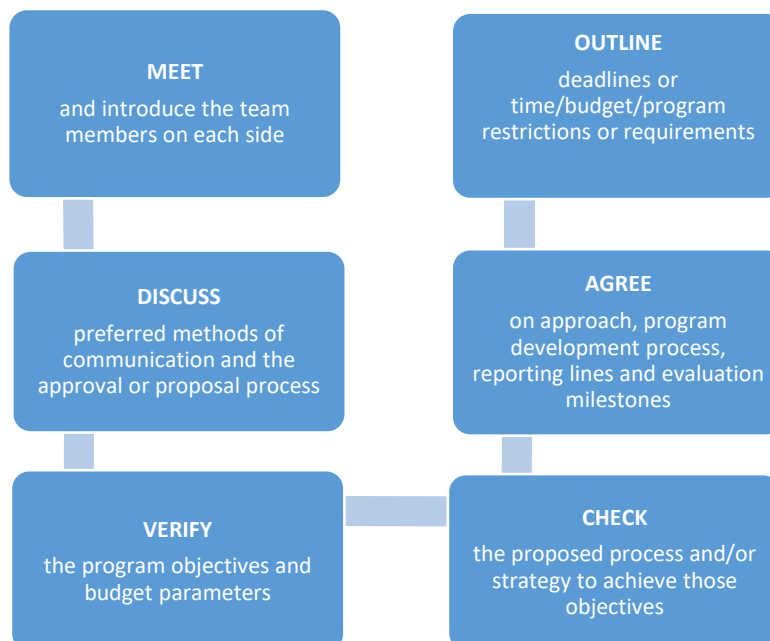 MEET
and introduce the team
members on each side
DISCUSS
preferred methods of
communication and the
approval or proposal process
VERIFY
the program objectives and
budget parameters
CHECK
the proposed process and/or
strategy to achieve those
objectives
AGREE
on approach, program
development process,
reporting lines and evaluation
milestones
OUTLINE
deadlines or
time/budget/program
restrictions or requirements